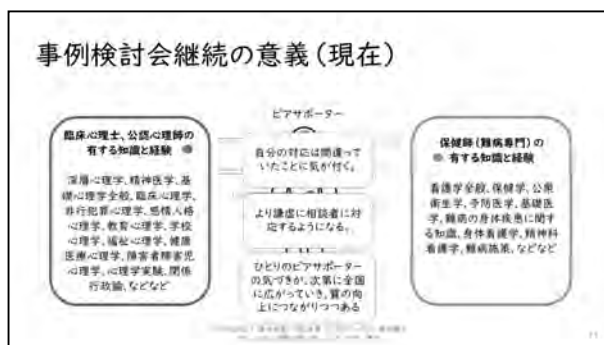 事例検討会継続の意義（現在）
臨床心理士、公認心理師の
有する知識と経験
深層心理学、精神医学、基
礎心理学全般、臨床心理学、
非行犯罪心理学、感情人格
心理学、教育心理学、学校
心理学、福祉心理学、健康
医療心理学、障害者障害児
心理学、心理学実験、関係
行政論、などなど
ピアサポーター
自分の対応は間違って
いたことに気が付く。
より謙虚に相談者に対
応するようになる。
ひとりのピアサポーター
の気づきが、次第に全国
に広がっていき、質の向
上につながりつつある
保健師（難病専門）の
有する知識と経験
看護学全般、保健学、公衆
衛生学、予防医学、基礎医
学、難病の身体疾患に関す
る知識、身体看護学、精神科
看護学、難病施策、などなど